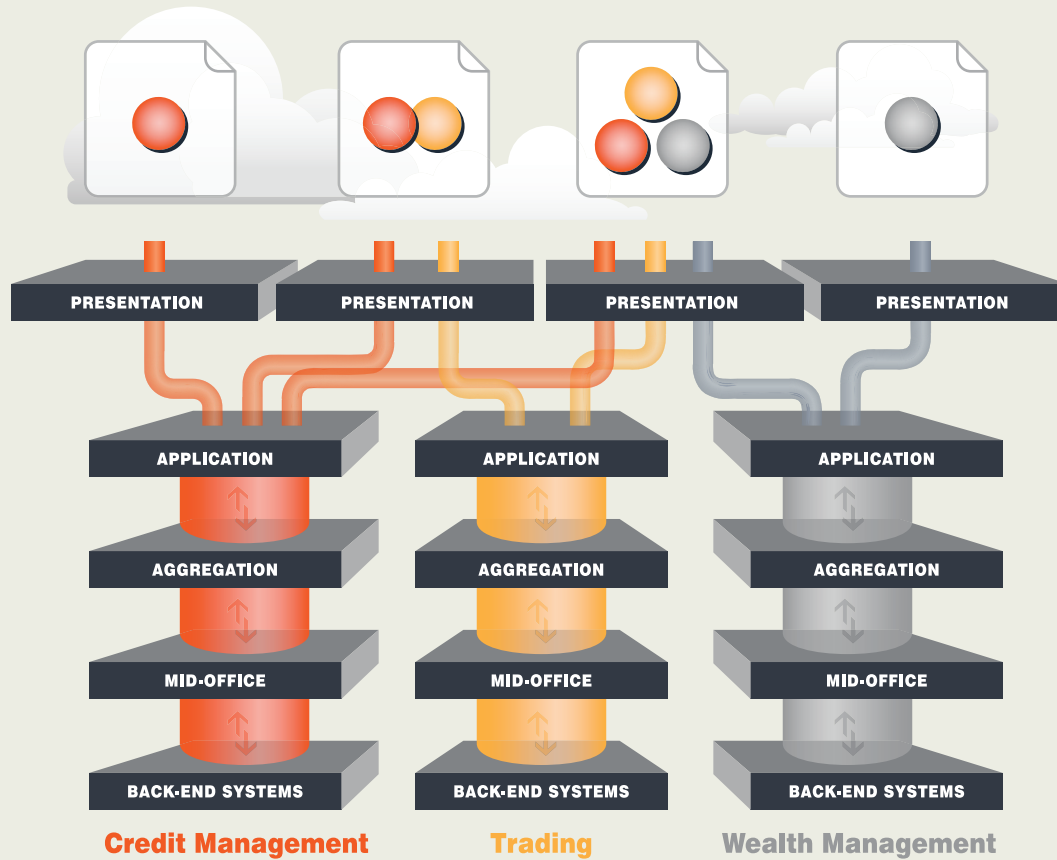 PRESENTATION
PRESENTATION
PRESENTATION
PRESENTATION
APPLICATION
APPLICATION
APPLICATION
AGGREGATION
AGGREGATION
AGGREGATION
MID-OFFICE
MID-OFFICE
MID-OFFICE
BACK-END SYSTEMS
BACK-END SYSTEMS
BACK-END SYSTEMS
Credit Management
Trading
Wealth Management